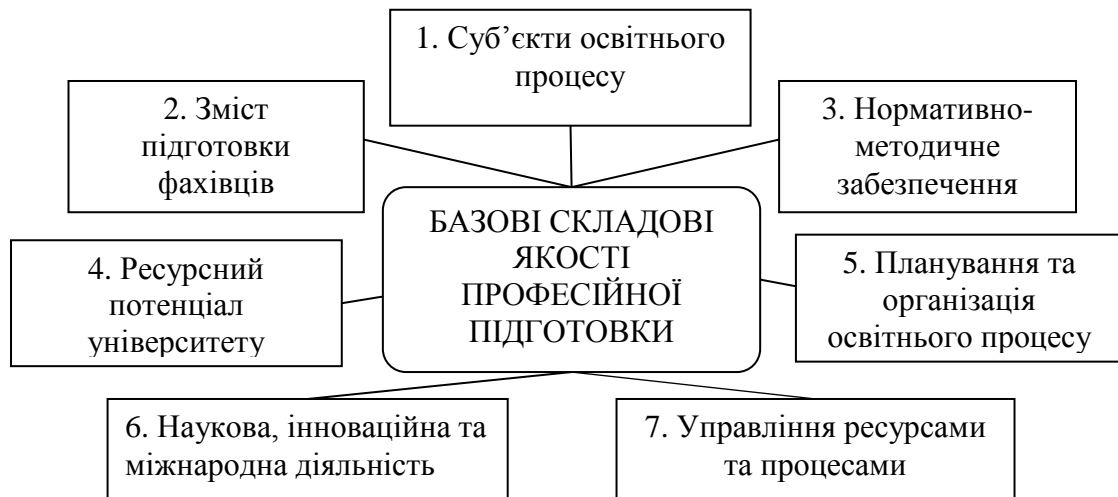 1. Суб’єкти освітнього
процесу
2. Зміст
підготовки
фахівців
3. Нормативно-
методичне
забезпечення
БАЗОВІ СКЛАДОВІ
ЯКОСТІ
ПРОФЕСІЙНОЇ
ПІДГОТОВКИ
4. Ресурсний
потенціал
університету
5. Планування та
організація
освітнього процесу
6. Наукова, інноваційна та
міжнародна діяльність
7. Управління ресурсами
та процесами